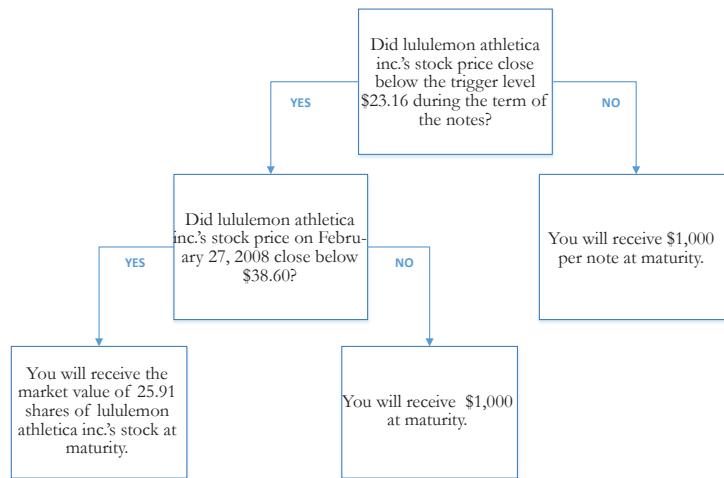 Did lululemon athletica
inc.'s stock price close
below the trigger level
$23.16 during the term of
the notes?
YES
NO
Did lululemon athletica
inc.'s stock price on Febru-
ary 27, 2008 close below
$38.60?
You will receive $1,000
per note at maturity.
YES
NO
You will receive the
market value of 25.91
shares of lululemon
athletica inc.'s stock at
maturity.
You will receive $1,000
at maturity.